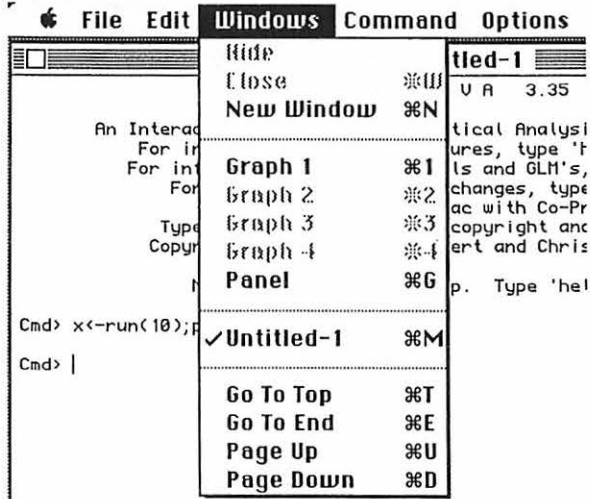 File Edit Windows Command Options
Hide
Close ⌘W
New Window ⌘N
Graph 1 ⌘1
Graph 2 ⌘2
Graph 3 ⌘3
Graph 4 ⌘4
Panel ⌘G
✓Untitled-1 ⌘M
Go To Top ⌘T
Go To End ⌘E
Page Up ⌘U
Page Down ⌘D
tled-1
V A 3.35
An Interac tical Analysi
For in ures, type 'h
For int ls and GLM's,
For changes, type
ac with Co-Pr
Type copyright and
Copyr ert and Chris
N p. Type 'hel
Cmd> x<-run(10);p
Cmd>